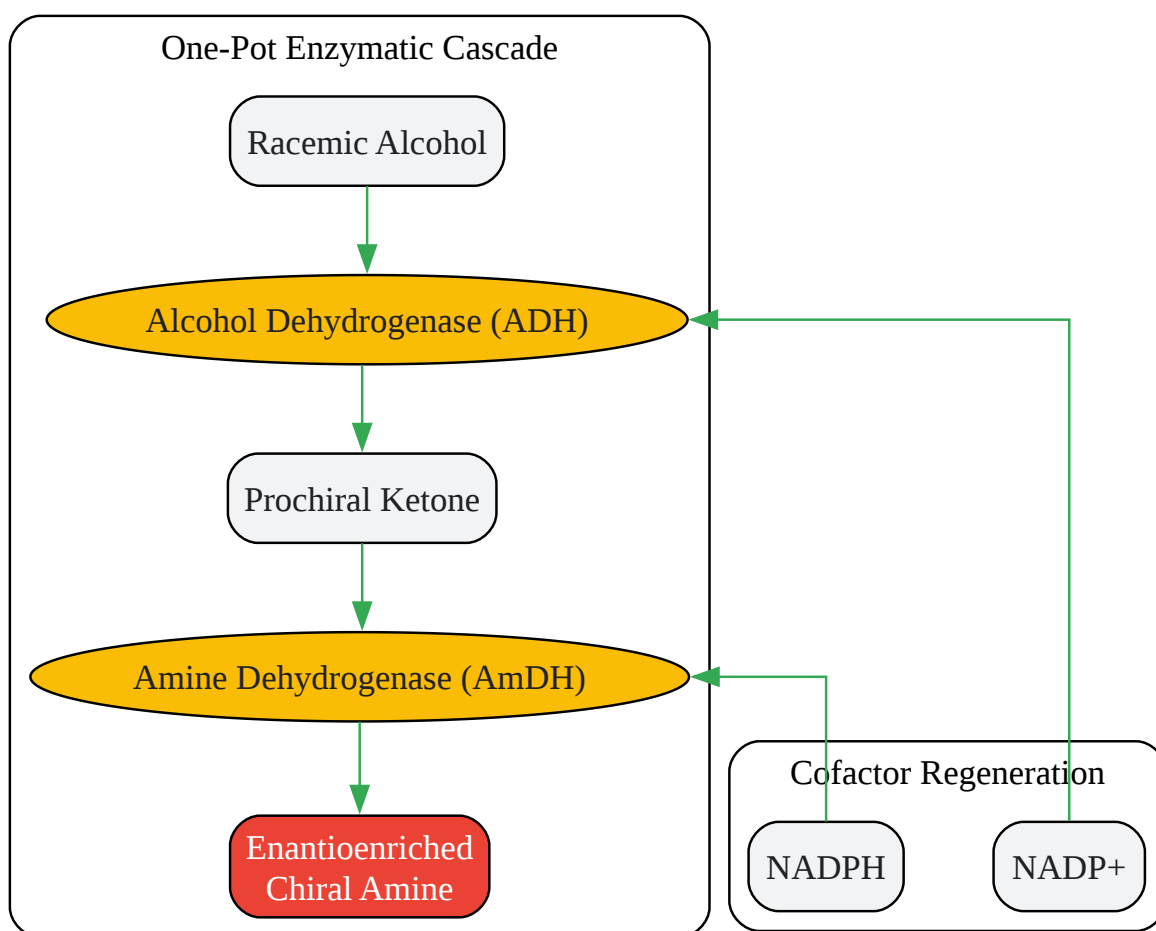 One-Pot Enzymatic Cascade
Racemic Alcohol
Alcohol Dehydrogenase (ADH)
Prochiral Ketone
Amine Dehydrogenase (AmDH)
Enantioenriched
Chiral Amine
Cofactor Regeneration
NADPH
NADP+